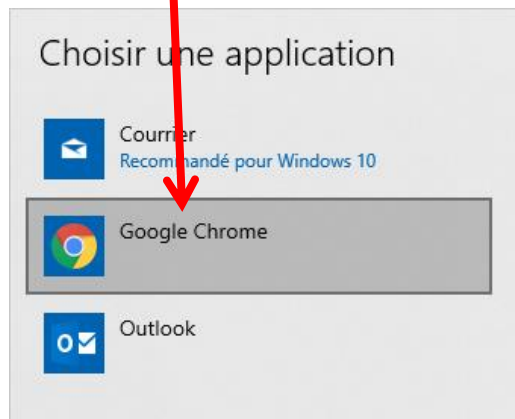 Choisir une application
Courrier
Recommandé pour Windows 10
Google Chrome
Outlook